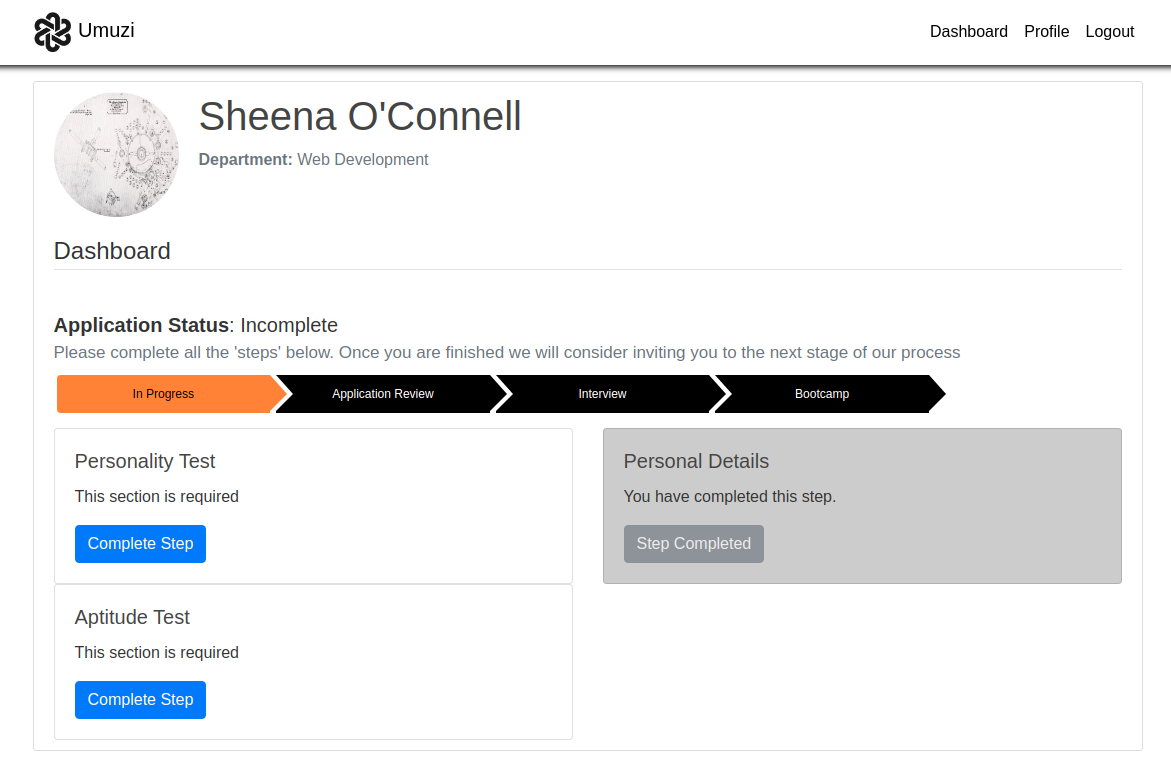 Umuzi
Dashboard Profile Logout
Sheena O'Connell
Department: Web Development
Dashboard
Application Status: Incomplete
Please complete all the 'steps' below. Once you are finished we will consider inviting you to the next stage of our process
In Progress
Application Review
Interview
Bootcamp
Personality Test
This section is required
Complete Step
Personal Details
You have completed this step.
Step Completed
Aptitude Test
This section is required
Complete Step